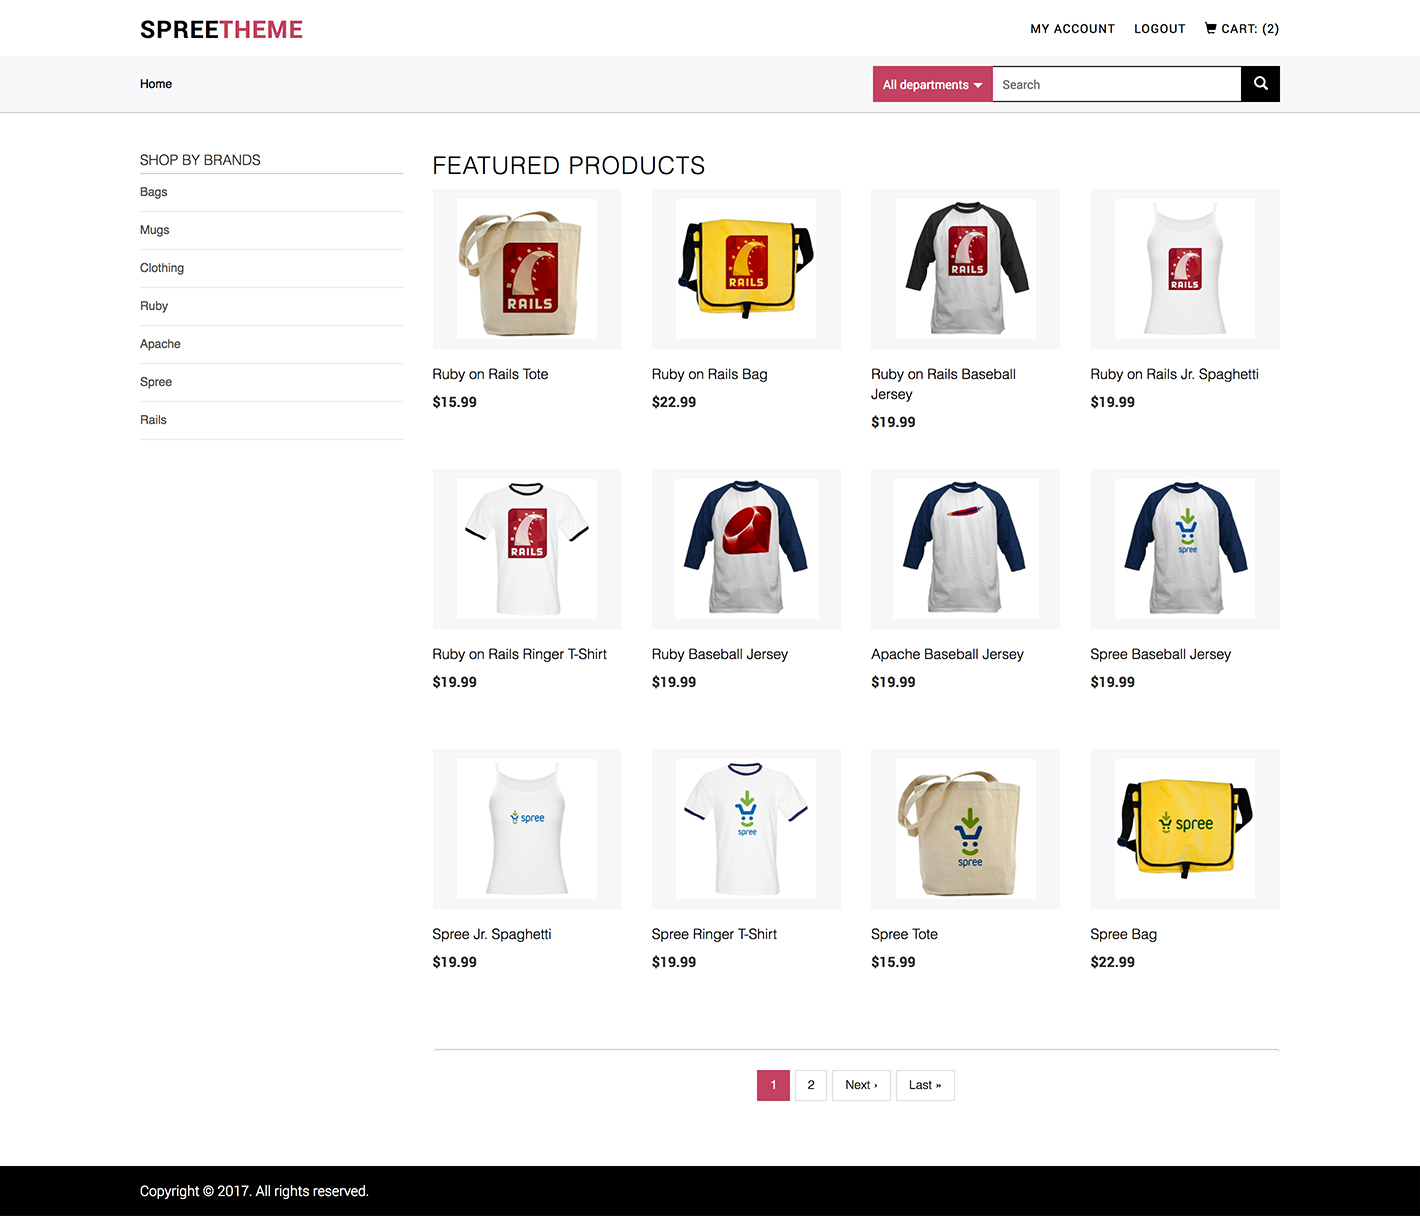 SPREETHEME
MY ACCOUNT LOGOUT CART: (2)
Home
All departments Search
SHOP BY BRANDS
Bags
Mugs
Clothing
Ruby
Apache
Spree
Rails
FEATURED PRODUCTS
RAILS
RAILS
RAILS
RAILS
Ruby on Rails Tote
$15.99
Ruby on Rails Bag
$22.99
Ruby on Rails Baseball
Jersey
$19.99
Ruby on Rails Jr. Spaghetti
$19.99
RAILS
spree
Ruby on Rails Ringer T-Shirt
$19.99
Ruby Baseball Jersey
$19.99
Apache Baseball Jersey
$19.99
Spree Baseball Jersey
$19.99
spree
spree
spree
spree
Spree Jr. Spaghetti
$19.99
Spree Ringer T-Shirt
$19.99
Spree Tote
$15.99
Spree Bag
$22.99
1 2 Next › Last »
Copyright © 2017. All rights reserved.